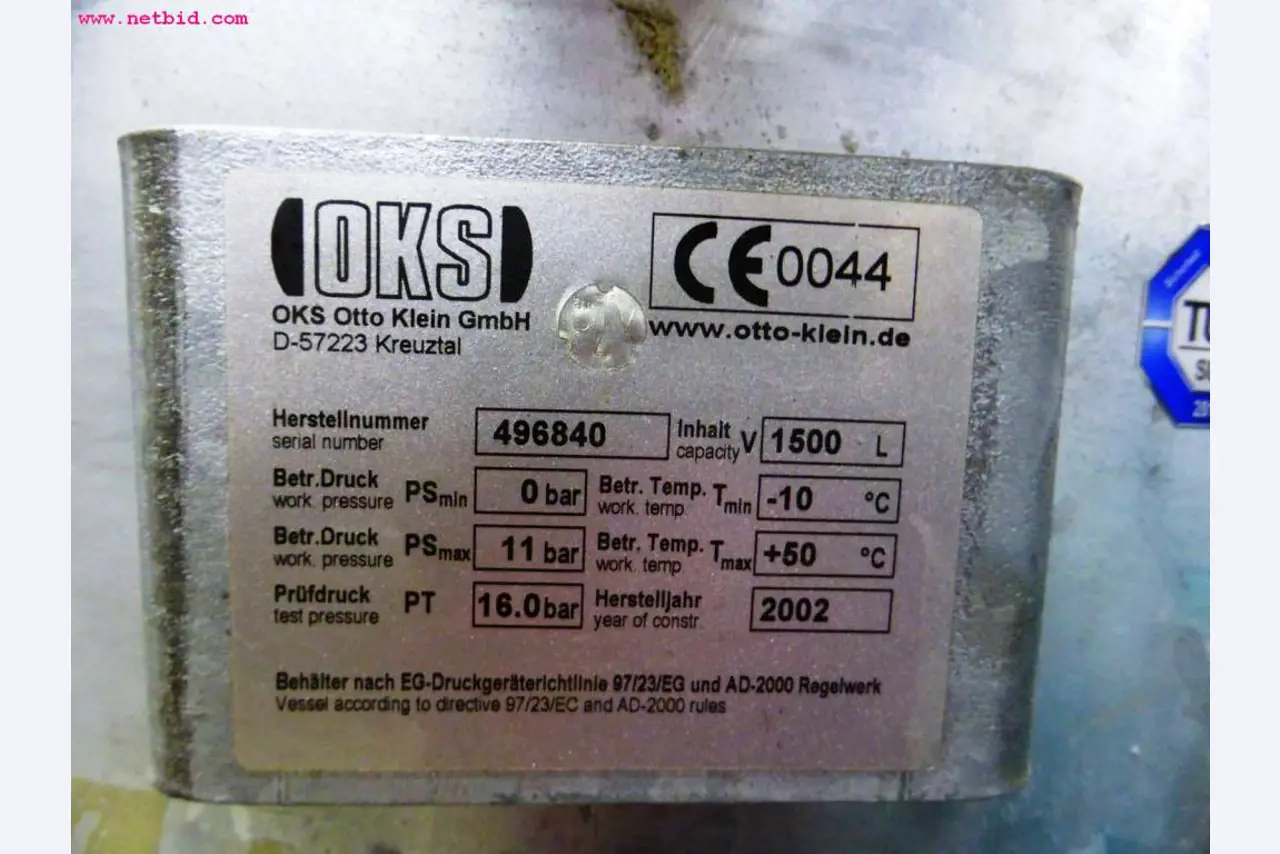 www.netbid.com
OKS
CE 0044
OKS Otto Klein GmbH
D-57223 Kreuztal
www.otto-klein.de
Herstellnummer 496840 Inhalt V 1500 L
serial number capacity
Betr.Druck PSmin 0 bar Betr. Temp. Tmin -10 °C
work. pressure work. temp.
Betr.Druck PSmax 11 bar Betr. Temp. Tmax +50 °C
work. pressure work. temp
Prüfdruck PT 16.0bar Herstelljahr 2002
test pressure year of constr.
Behälter nach EG-Druckgeräterichtlinie 97/23/EG und AD-2000 Regelwerk
Vessel according to directive 97/23/EC and AD-2000 rules